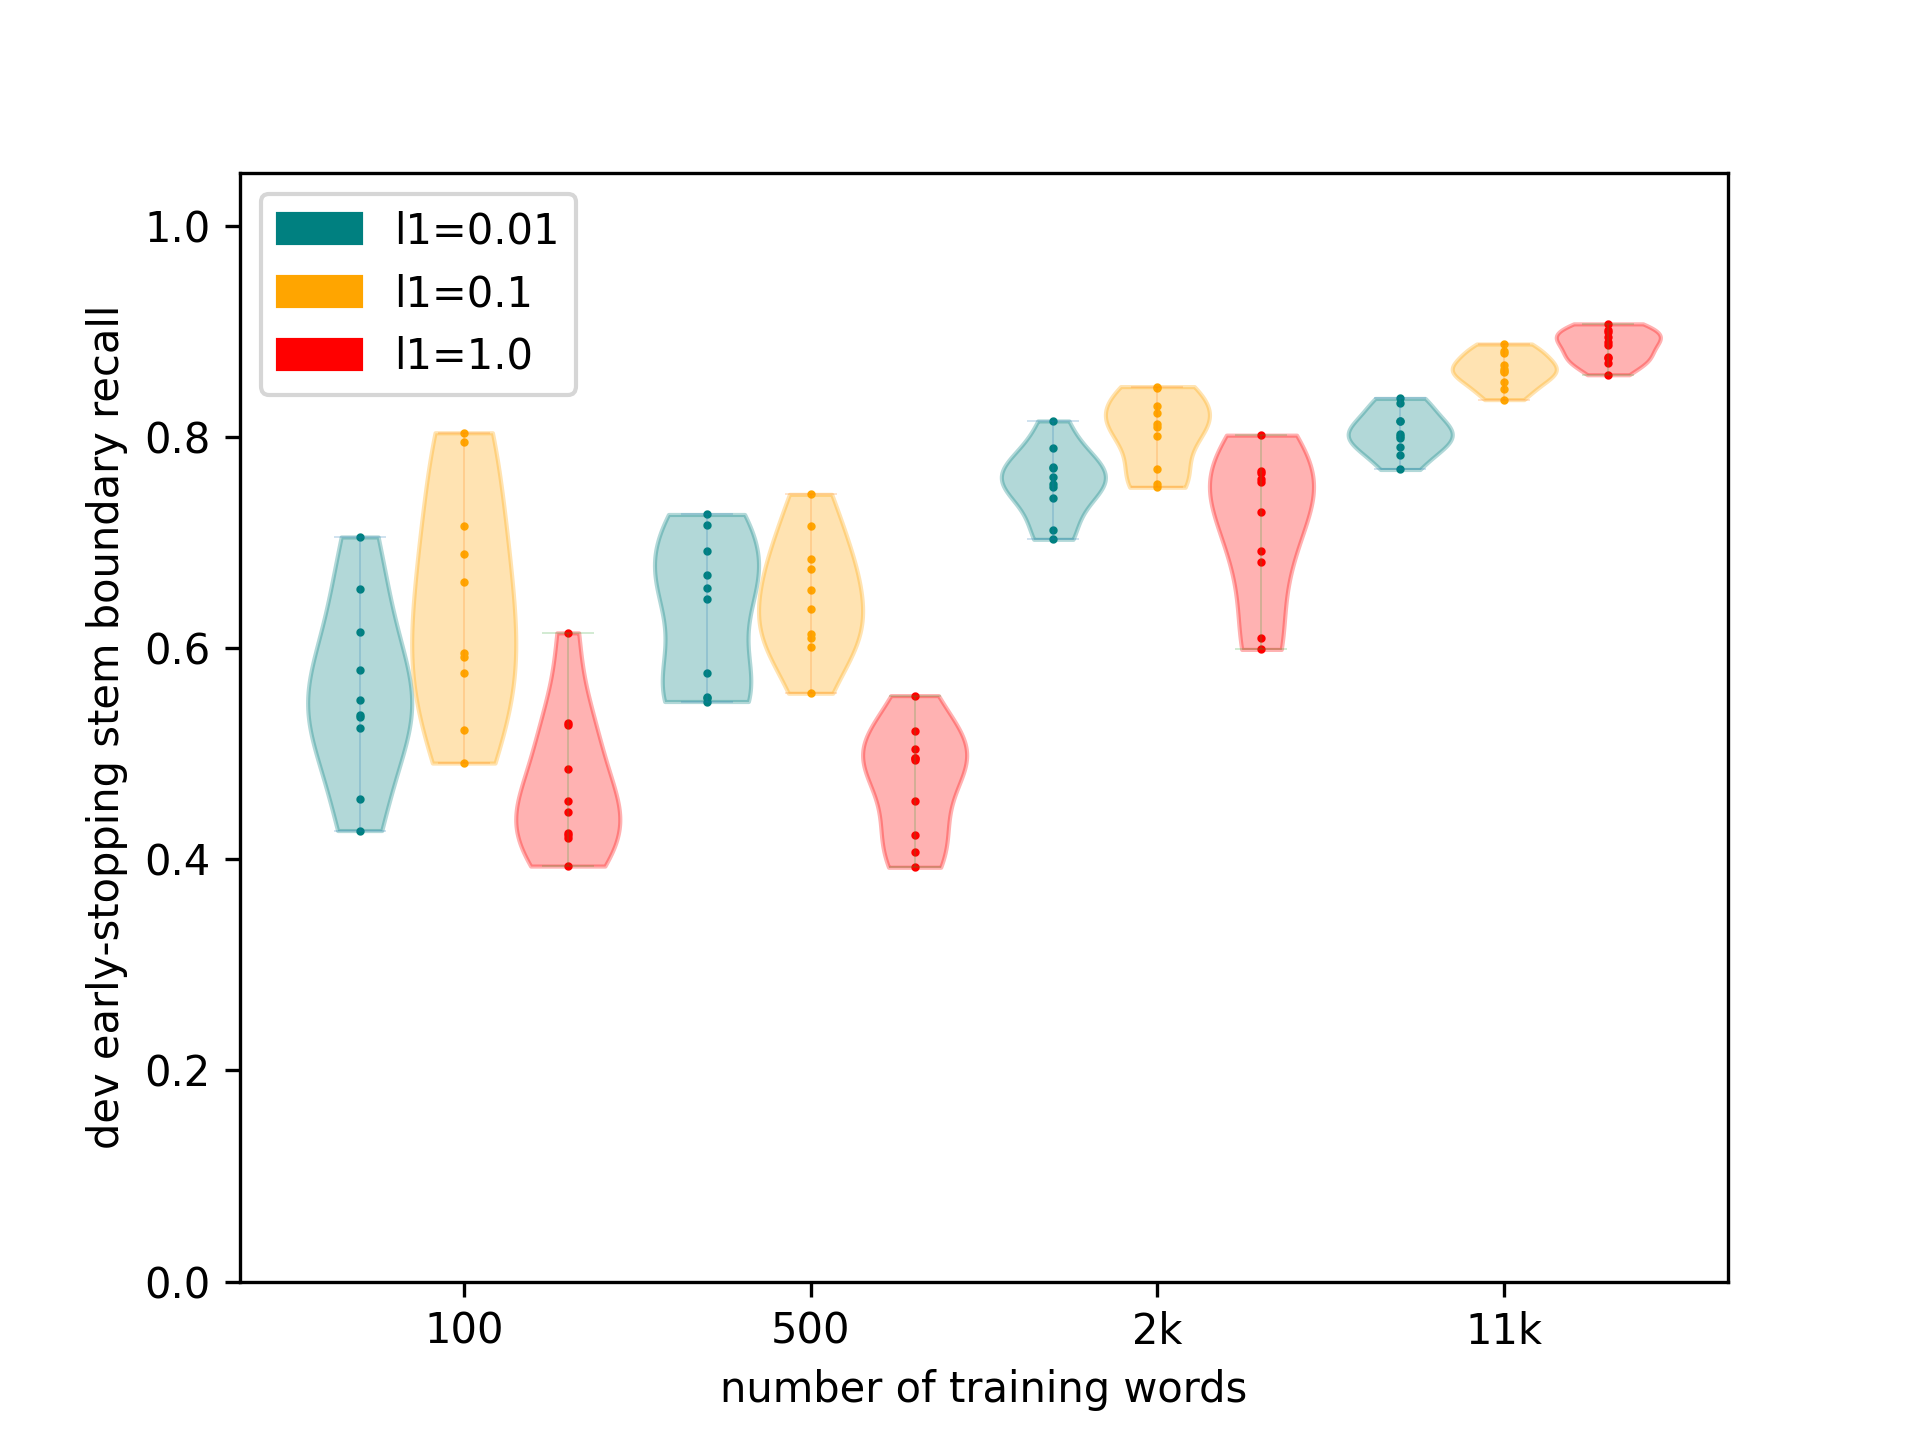 l1=0.01
l1=0.1
l1=1.0
1.0
0.8
0.6
0.4
0.2
0.0
dev early-stopping stem boundary recall
100 500 2k 11k
number of training words